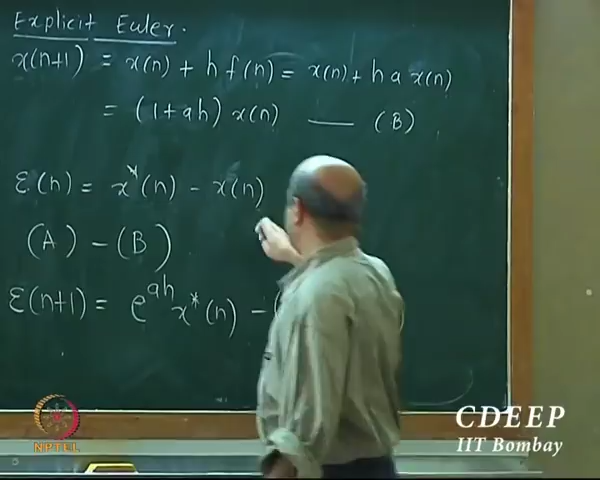 Explicit Euler.
x(n+1) = x(n) + h f(n) = x(n) + h a x(n)
= (1+ah) x(n) —— (B)
ε(n) = x*(n) - x(n)
(A) - (B)
ε(n+1) = e^{ah} x*(n) - (
NPTEL
CDEEP
IIT Bombay